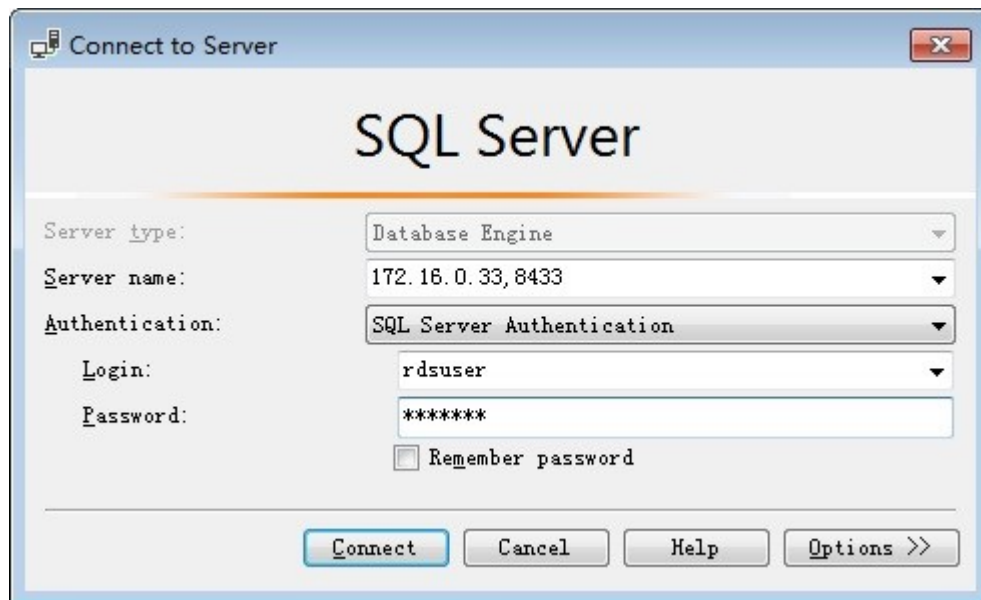 Connect to Server
SQL Server
Server type: Database Engine
Server name: 172.16.0.33,8433
Authentication: SQL Server Authentication
Login: rdsuser
Password: *******
Remember password
Connect Cancel Help Options >>